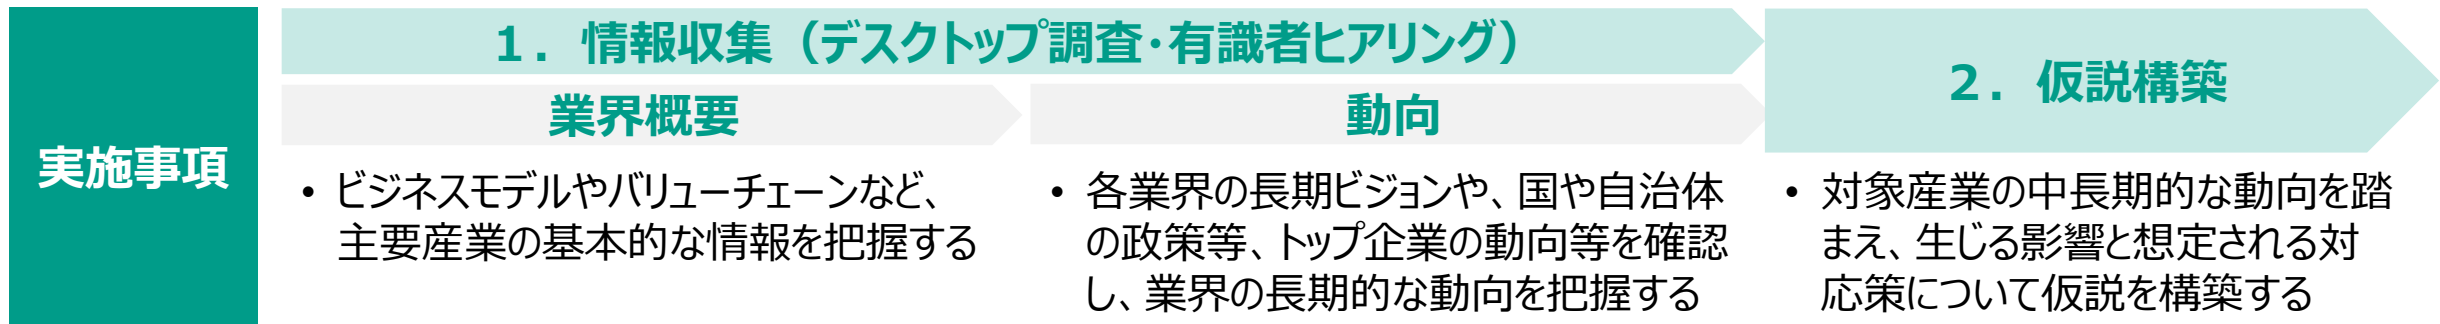 実施事項
1．情報収集（デスクトップ調査・有識者ヒアリング）
業界概要
• ビジネスモデルやバリューチェーンなど、
主要産業の基本的な情報を把握する
動向
• 各業界の長期ビジョンや、国や自治体
の政策等、トップ企業の動向等を確認
し、業界の長期的な動向を把握する
2．仮説構築
• 対象産業の中長期的な動向を踏
まえ、生じる影響と想定される対
応策について仮説を構築する